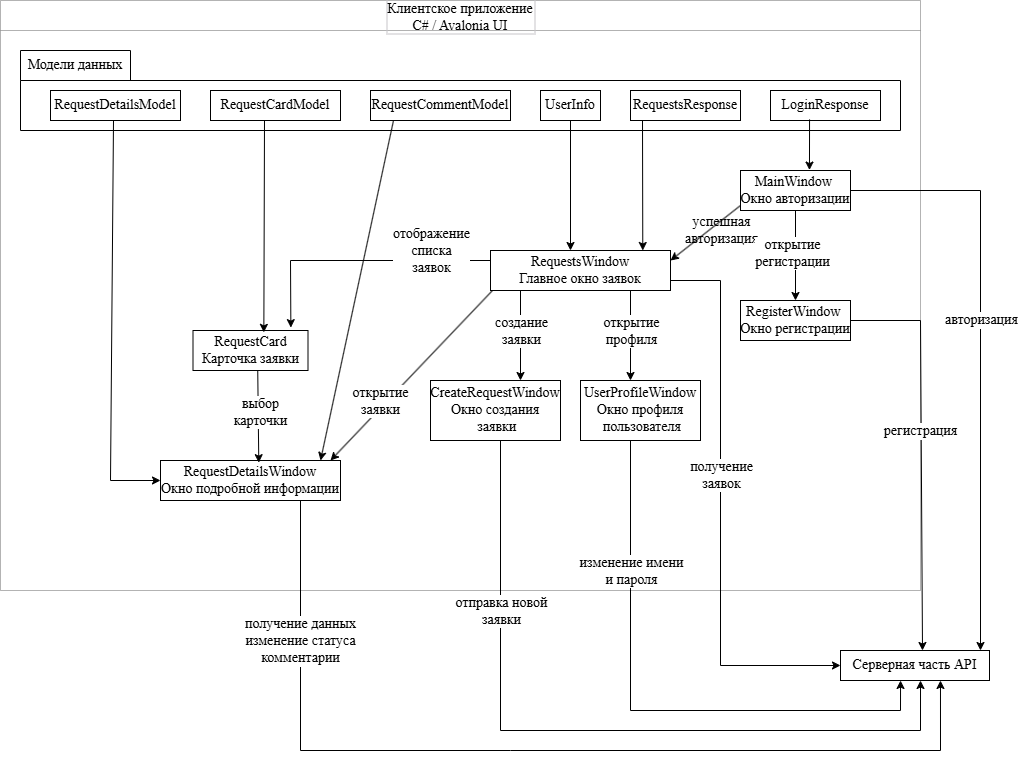 Клиентское приложение
C# / Avalonia UI
Модели данных
RequestDetailsModel
RequestCardModel
RequestCommentModel
UserInfo
RequestsResponse
LoginResponse
MainWindow
Окно авторизации
успешная
авторизация
открытие
регистрации
отображение
списка
заявок
RequestsWindow
Главное окно заявок
RegisterWindow
Окно регистрации
авторизация
создание
заявки
открытие
профиля
RequestCard
Карточка заявки
выбор
карточки
открытие
заявки
CreateRequestWindow
Окно создания
заявки
UserProfileWindow
Окно профиля
пользователя
регистрация
RequestDetailsWindow
Окно подробной информации
получение
заявок
изменение имени
и пароля
отправка новой
заявки
получение данных
изменение статуса
комментарии
Серверная часть API